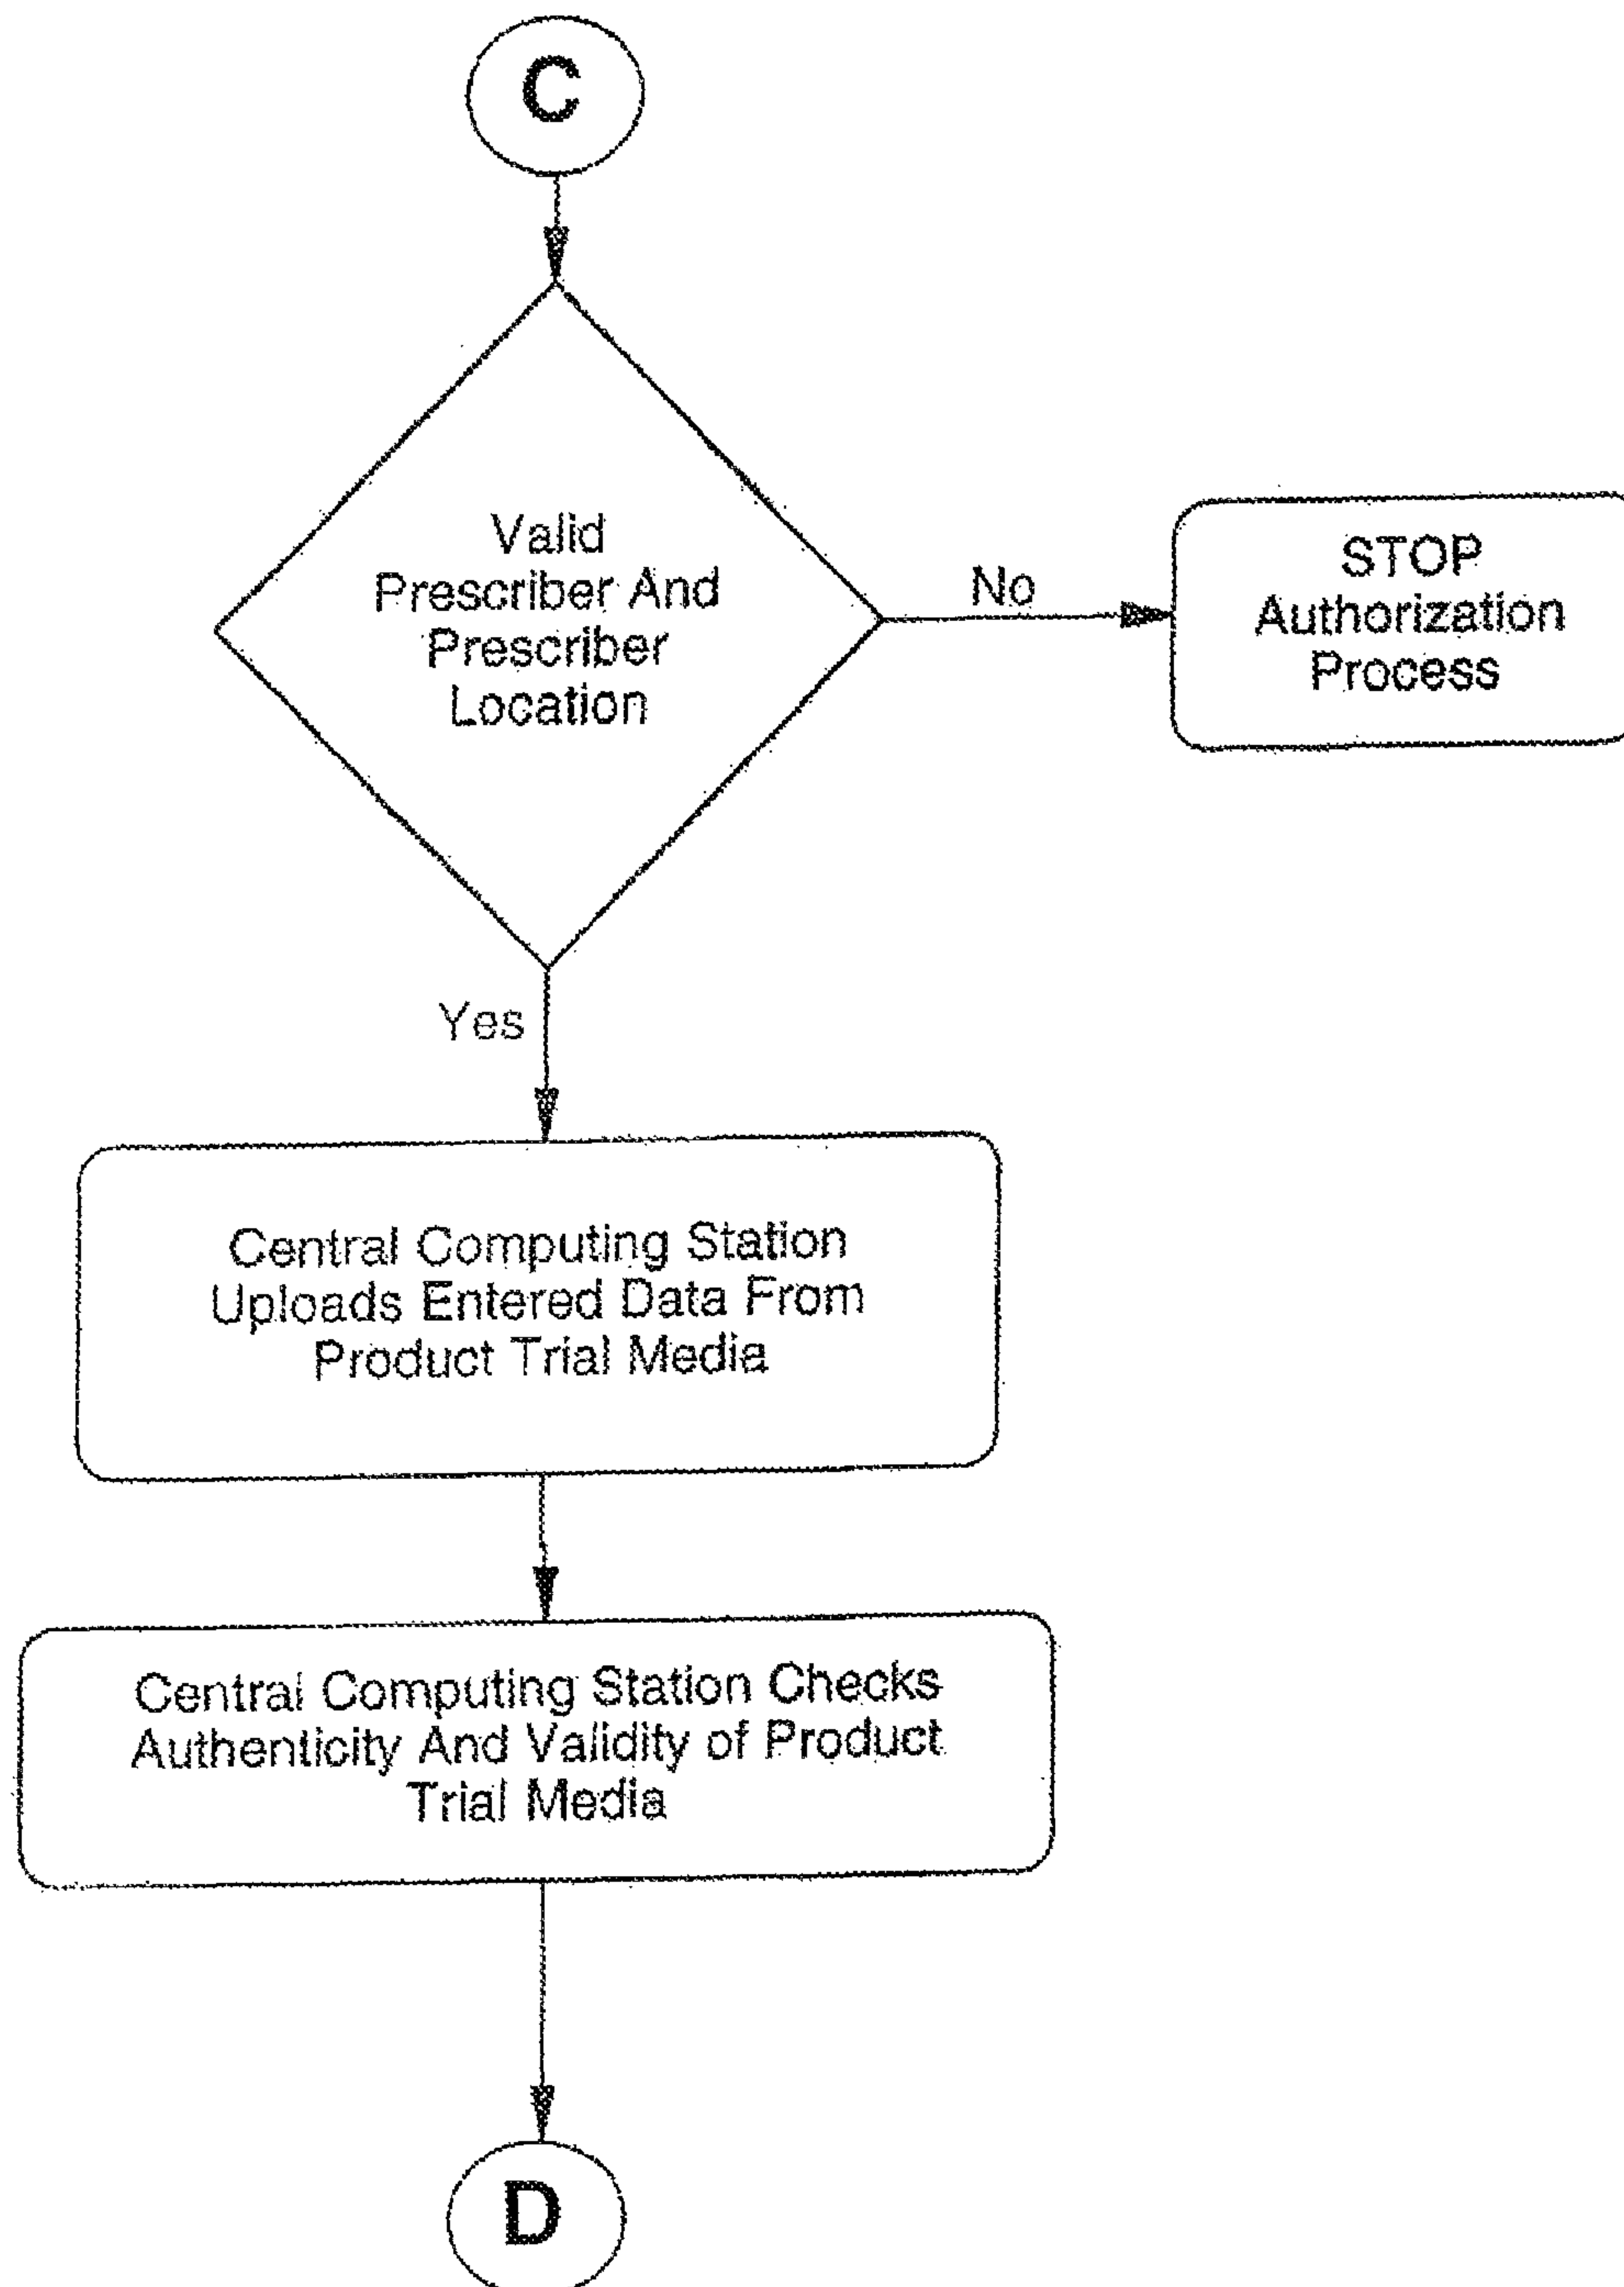 C
Valid
Prescriber And
Prescriber
Location
No
STOP
Authorization
Process
Yes
Central Computing Station
Uploads Entered Data From
Product Trial Media
Central Computing Station Checks
Authenticity And Validity of Product
Trial Media
D